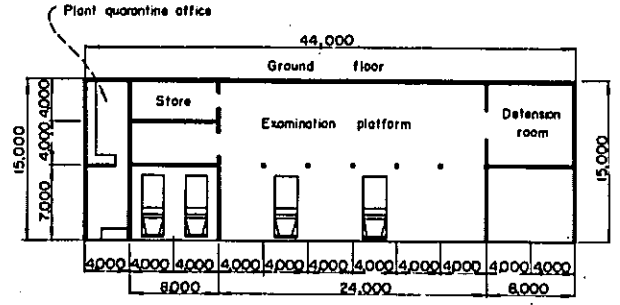 Plant quarantine office
44,000
Ground floor
Store
Examination platform
Detension
room
15,000
4,000
4,000
7,000
15,000
4,000 4,000 4,000 4,000 4,000 4,000 4,000 4,000 4,000 4,000 4,000
8,000
24,000
8,000